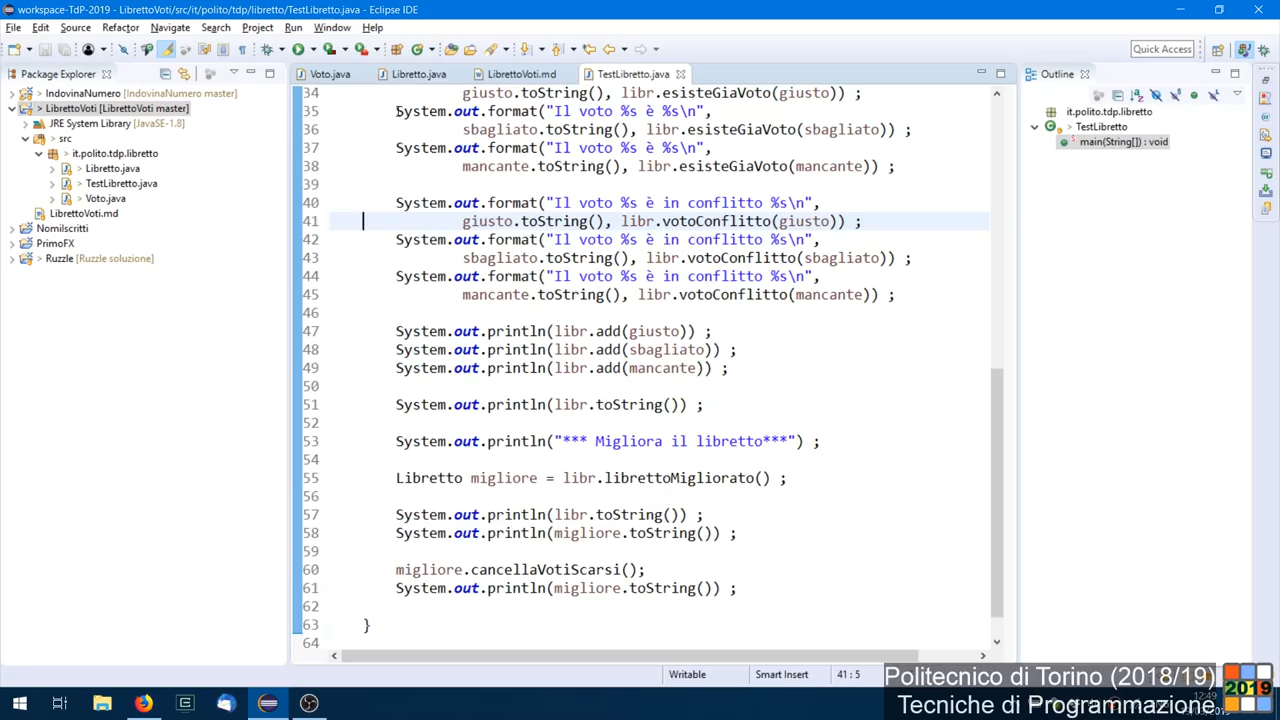 workspace-TdP-2019 - LibrettoVoti/src/it/polito/tdp/libretto/TestLibretto.java - Eclipse IDE
File Edit Source Refactor Navigate Search Project Run Window Help
Quick Access
Package Explorer
Voto.java
Libretto.java
LibrettoVoti.md
TestLibretto.java
Outline
IndovinaNumero [IndovinaNumero master]
> LibrettoVoti [LibrettoVoti master]
JRE System Library [JavaSE-1.8]
> src
> it.polito.tdp.libretto
> Libretto.java
> TestLibretto.java
> Voto.java
LibrettoVoti.md
NomiIscritti
PrimoFX
> Ruzzle [Ruzzle soluzione]
34 giusto.toString(), libr.esisteGiaVoto(giusto)) ;
35 System.out.format("Il voto %s è %s\n",
36 sbagliato.toString(), libr.esisteGiaVoto(sbagliato)) ;
37 System.out.format("Il voto %s è %s\n",
38 mancante.toString(), libr.esisteGiaVoto(mancante)) ;
39
40 System.out.format("Il voto %s è in conflitto %s\n",
41 giusto.toString(), libr.votoConflitto(giusto)) ;
42 System.out.format("Il voto %s è in conflitto %s\n",
43 sbagliato.toString(), libr.votoConflitto(sbagliato)) ;
44 System.out.format("Il voto %s è in conflitto %s\n",
45 mancante.toString(), libr.votoConflitto(mancante)) ;
46
47 System.out.println(libr.add(giusto)) ;
48 System.out.println(libr.add(sbagliato)) ;
49 System.out.println(libr.add(mancante)) ;
50
51 System.out.println(libr.toString()) ;
52
53 System.out.println("*** Migliora il libretto***") ;
54
55 Libretto migliore = libr.librettoMigliorato() ;
56
57 System.out.println(libr.toString()) ;
58 System.out.println(migliore.toString()) ;
59
60 migliore.cancellaVotiScarsi();
61 System.out.println(migliore.toString()) ;
62
63 }
64
it.polito.tdp.libretto
> TestLibretto
main(String[]) : void
Writable
Smart Insert
41 : 5
Politecnico di Torino (2018/19)
Tecniche di Programmazione
2019
12:49